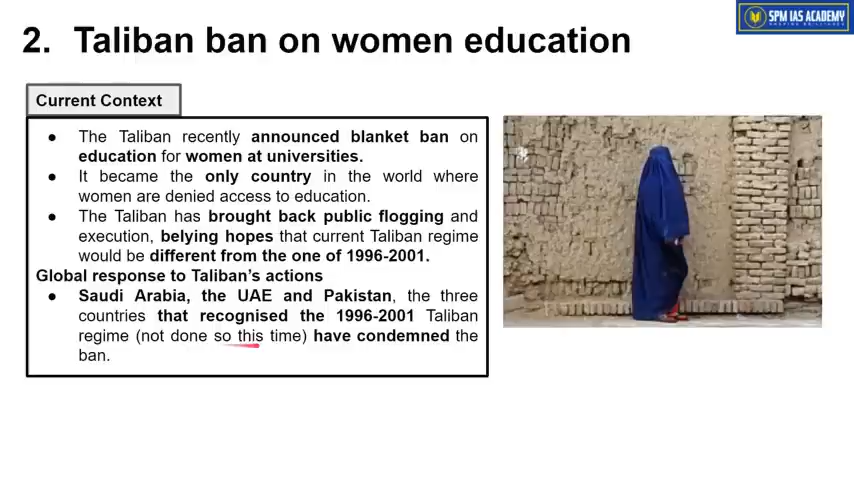 SPM IAS ACADEMY
SHAPING POSSIBILITIES
2. Taliban ban on women education
Current Context
● The Taliban recently announced blanket ban on
education for women at universities.
● It became the only country in the world where
women are denied access to education.
● The Taliban has brought back public flogging and
execution, belying hopes that current Taliban regime
would be different from the one of 1996-2001.
Global response to Taliban's actions
● Saudi Arabia, the UAE and Pakistan, the three
countries that recognised the 1996-2001 Taliban
regime (not done so this time) have condemned the
ban.